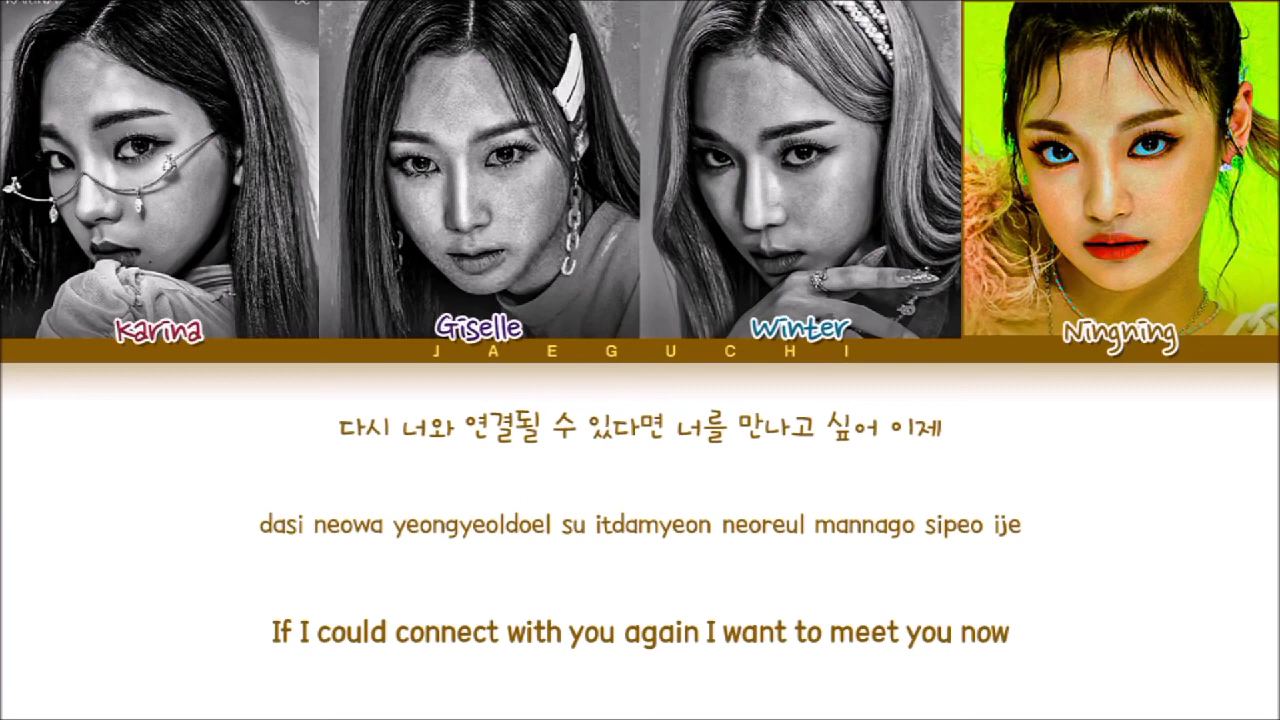 Karina
Giselle
Winter
Ningning
JAEGUCHI
다시 너와 연결될 수 있다면 너를 만나고 싶어 이제
dasi neowa yeongyeoldoel su itdamyeon neoreul mannago sipeo ije
If I could connect with you again I want to meet you now